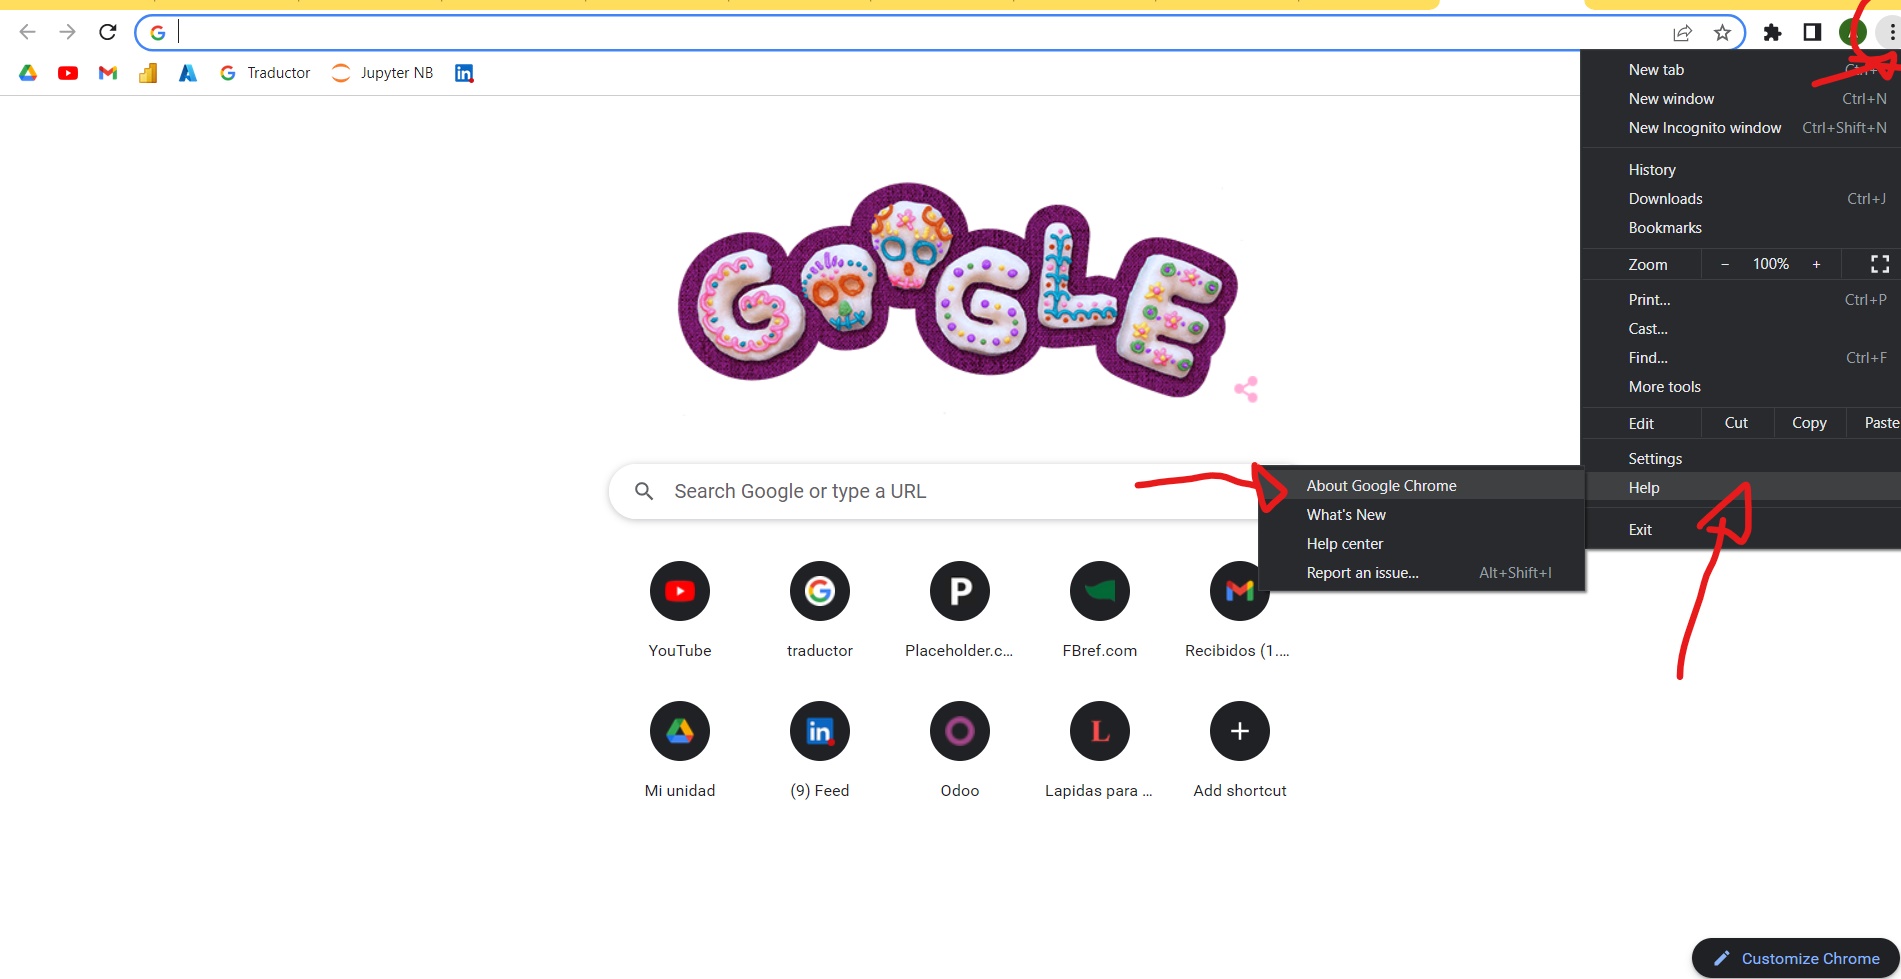 Traductor Jupyter NB
New tab Ctrl+
New window Ctrl+N
New Incognito window Ctrl+Shift+N
History
Downloads Ctrl+J
Bookmarks
Zoom − 100% +
Print... Ctrl+P
Cast...
Find... Ctrl+F
More tools
Edit Cut Copy Paste
Settings
Help
Exit
About Google Chrome
What's New
Help center
Report an issue... Alt+Shift+I
GOOGLE
Search Google or type a URL
YouTube traductor Placeholder.c... FBref.com Recibidos (1....
Mi unidad (9) Feed Odoo Lapidas para ... Add shortcut
Customize Chrome